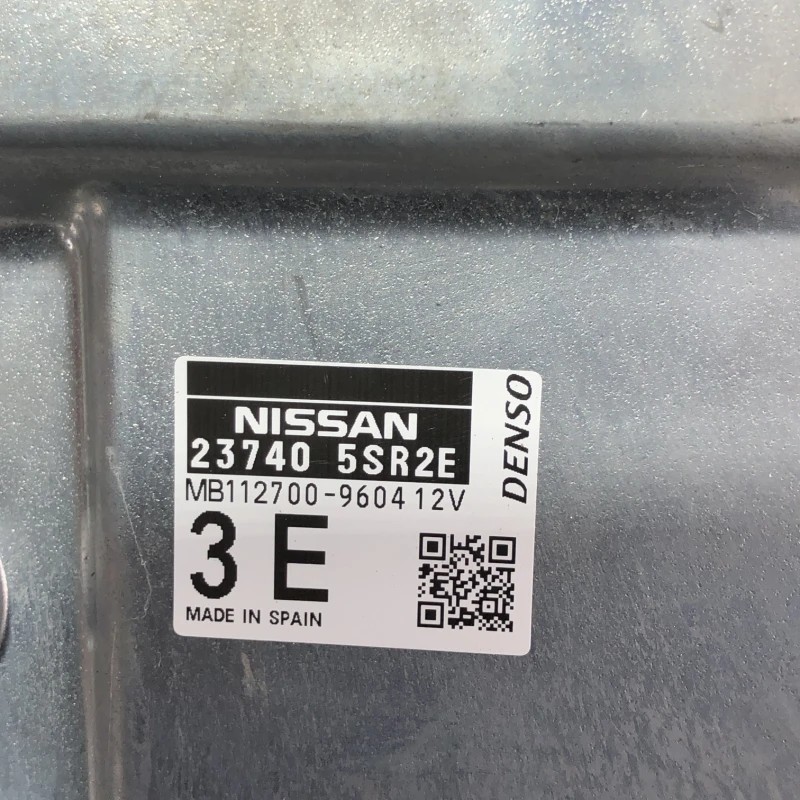 NISSAN
23740 5SR2E
MB112700-9604 12V
3 E
MADE IN SPAIN
DENSO